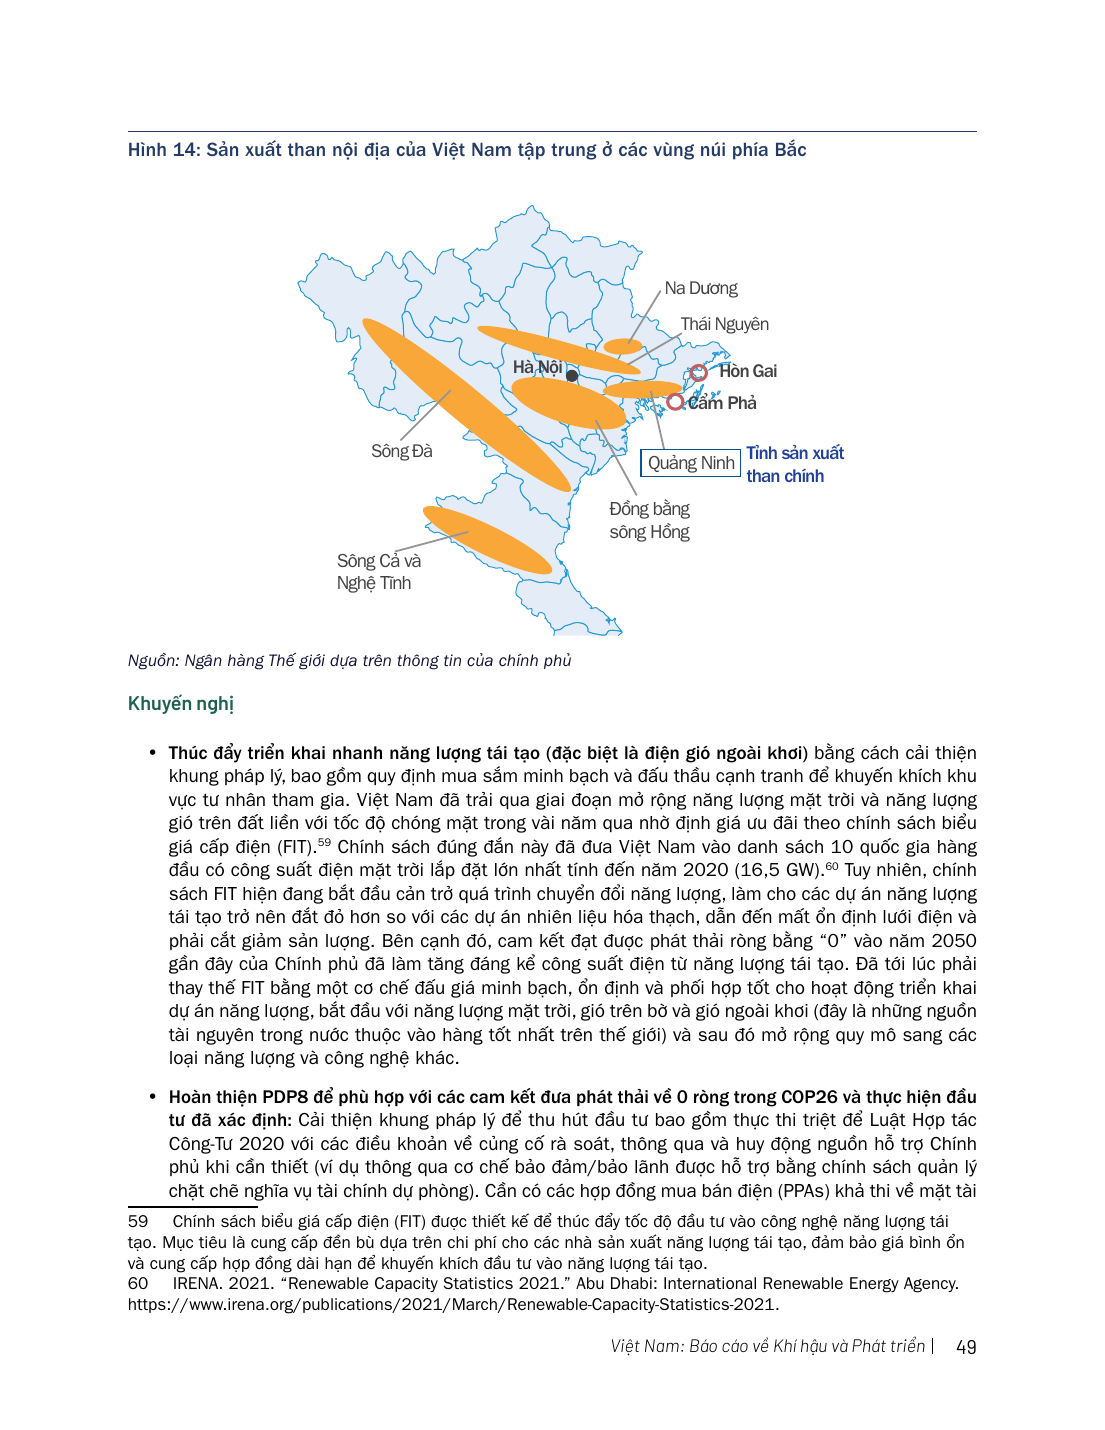 Hình 14: Sản xuất than nội địa của Việt Nam tập trung ở các vùng núi phía Bắc
Na Dương
Thái Nguyên
Hà Nội
Hòn Gai
Cẩm Phả
Sông Đà
Quảng Ninh
Tỉnh sản xuất
than chính
Đồng bằng
sông Hồng
Sông Cả và
Nghệ Tĩnh
Nguồn: Ngân hàng Thế giới dựa trên thông tin của chính phủ
Khuyến nghị
• Thúc đẩy triển khai nhanh năng lượng tái tạo (đặc biệt là điện gió ngoài khơi) bằng cách cải thiện
khung pháp lý, bao gồm quy định mua sắm minh bạch và đấu thầu cạnh tranh để khuyến khích khu
vực tư nhân tham gia. Việt Nam đã trải qua giai đoạn mở rộng năng lượng mặt trời và năng lượng
gió trên đất liền với tốc độ chóng mặt trong vài năm qua nhờ định giá ưu đãi theo chính sách biểu
giá cấp điện (FIT).59 Chính sách đúng đắn này đã đưa Việt Nam vào danh sách 10 quốc gia hàng
đầu có công suất điện mặt trời lắp đặt lớn nhất tính đến năm 2020 (16,5 GW).60 Tuy nhiên, chính
sách FIT hiện đang bắt đầu cản trở quá trình chuyển đổi năng lượng, làm cho các dự án năng lượng
tái tạo trở nên đắt đỏ hơn so với các dự án nhiên liệu hóa thạch, dẫn đến mất ổn định lưới điện và
phải cắt giảm sản lượng. Bên cạnh đó, cam kết đạt được phát thải ròng bằng “0” vào năm 2050
gần đây của Chính phủ đã làm tăng đáng kể công suất điện từ năng lượng tái tạo. Đã tới lúc phải
thay thế FIT bằng một cơ chế đấu giá minh bạch, ổn định và phối hợp tốt cho hoạt động triển khai
dự án năng lượng, bắt đầu với năng lượng mặt trời, gió trên bờ và gió ngoài khơi (đây là những nguồn
tài nguyên trong nước thuộc vào hàng tốt nhất trên thế giới) và sau đó mở rộng quy mô sang các
loại năng lượng và công nghệ khác.
• Hoàn thiện PDP8 để phù hợp với các cam kết đưa phát thải về 0 ròng trong COP26 và thực hiện đầu
tư đã xác định: Cải thiện khung pháp lý để thu hút đầu tư bao gồm thực thi triệt để Luật Hợp tác
Công-Tư 2020 với các điều khoản về củng cố rà soát, thông qua và huy động nguồn hỗ trợ Chính
phủ khi cần thiết (ví dụ thông qua cơ chế bảo đảm/bảo lãnh được hỗ trợ bằng chính sách quản lý
chặt chẽ nghĩa vụ tài chính dự phòng). Cần có các hợp đồng mua bán điện (PPAs) khả thi về mặt tài
59 Chính sách biểu giá cấp điện (FIT) được thiết kế để thúc đẩy tốc độ đầu tư vào công nghệ năng lượng tái
tạo. Mục tiêu là cung cấp đền bù dựa trên chi phí cho các nhà sản xuất năng lượng tái tạo, đảm bảo giá bình ổn
và cung cấp hợp đồng dài hạn để khuyến khích đầu tư vào năng lượng tái tạo.
60 IRENA. 2021. “Renewable Capacity Statistics 2021.” Abu Dhabi: International Renewable Energy Agency.
https://www.irena.org/publications/2021/March/Renewable-Capacity-Statistics-2021.
Việt Nam: Báo cáo về Khí hậu và Phát triển | 49